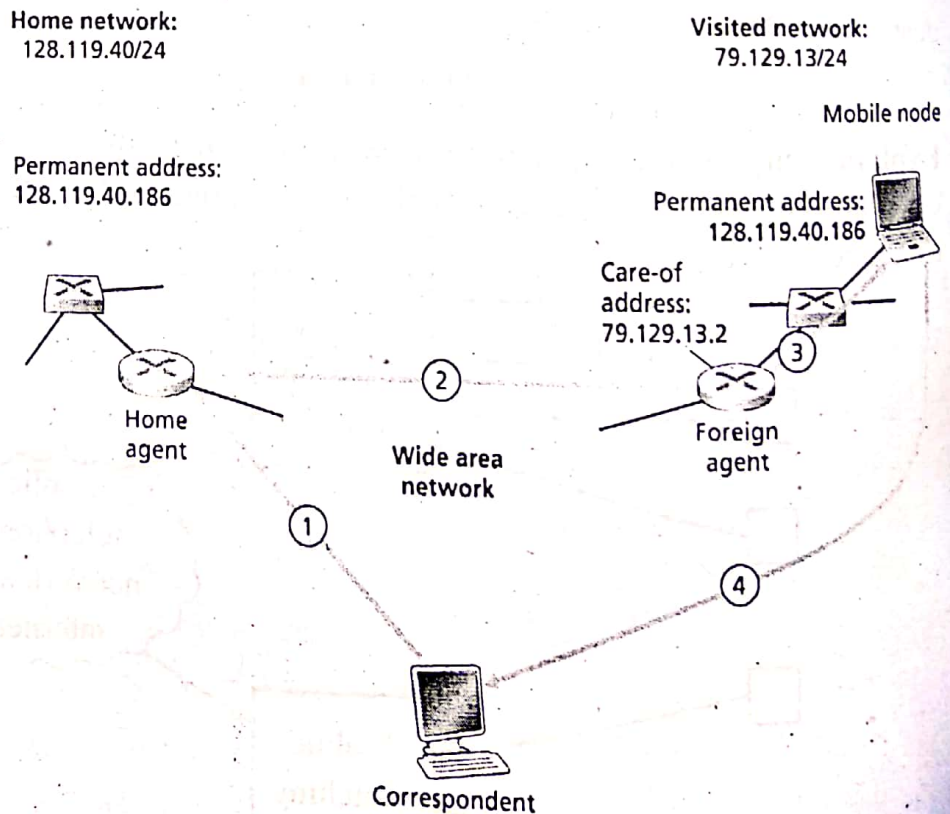 Home network:
128.119.40/24
Visited network:
79.129.13/24
Mobile node
Permanent address:
128.119.40.186
Permanent address:
128.119.40.186
Care-of
address:
79.129.13.2
3
2
Home
agent
Foreign
agent
Wide area
network
1
4
Correspondent